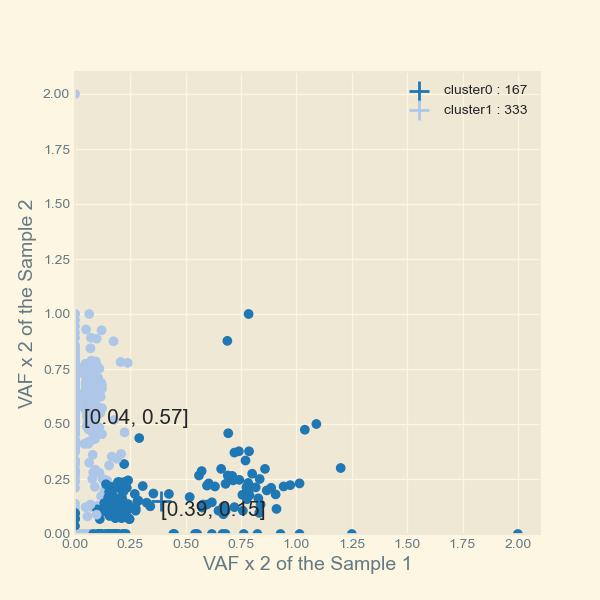 cluster0 : 167
cluster1 : 333
2.00
1.75
1.50
1.25
1.00
0.75
0.50
0.25
0.00
VAF x 2 of the Sample 2
[0.04, 0.57]
[0.39, 0.15]
0.00 0.25 0.50 0.75 1.00 1.25 1.50 1.75 2.00
VAF x 2 of the Sample 1